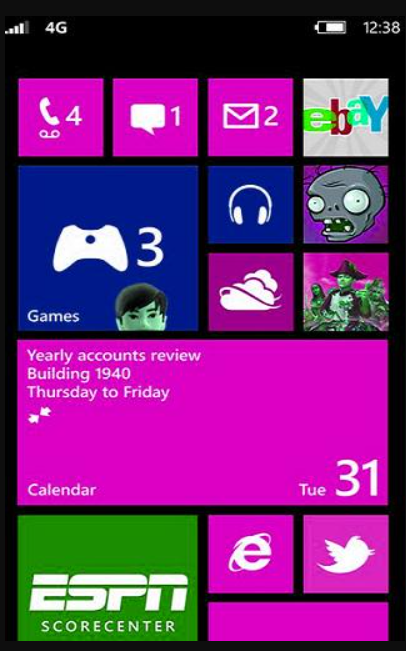 4G
12:38
4
1
2
ebaY
3
Games
Yearly accounts review
Building 1940
Thursday to Friday
Calendar
Tue 31
ESPN
SCORECENTER